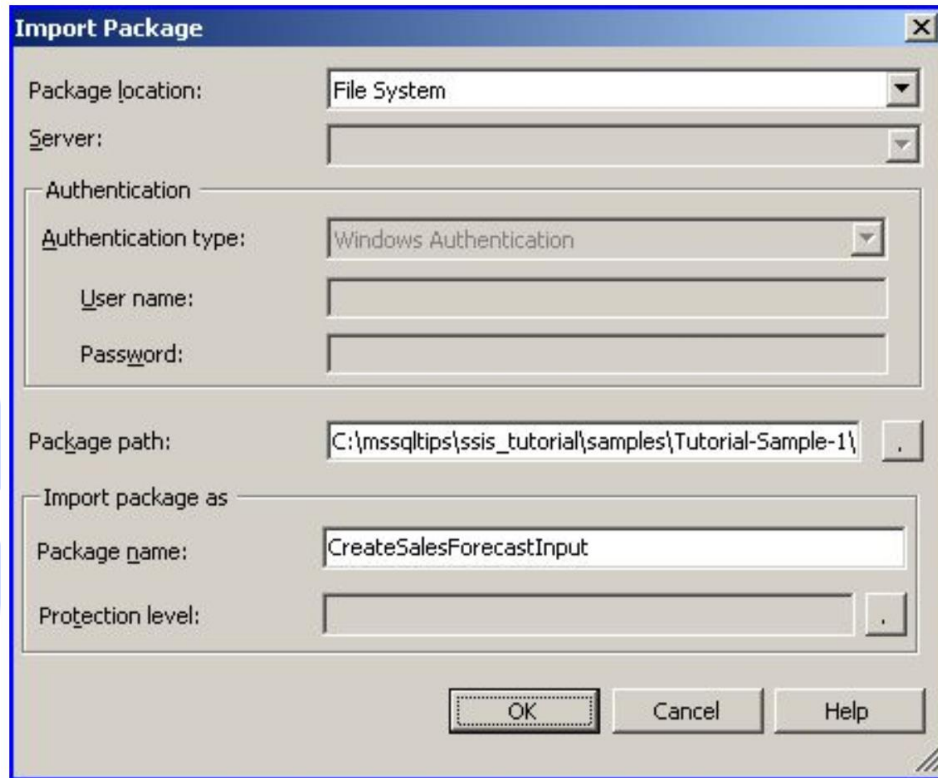 Import Package
Package location: File System
Server:
Authentication
Authentication type: Windows Authentication
User name:
Password:
Package path: C:\mssqltips\ssis_tutorial\samples\Tutorial-Sample-1\ .
Import package as
Package name: CreateSalesForecastInput
Protection level: .
OK Cancel Help